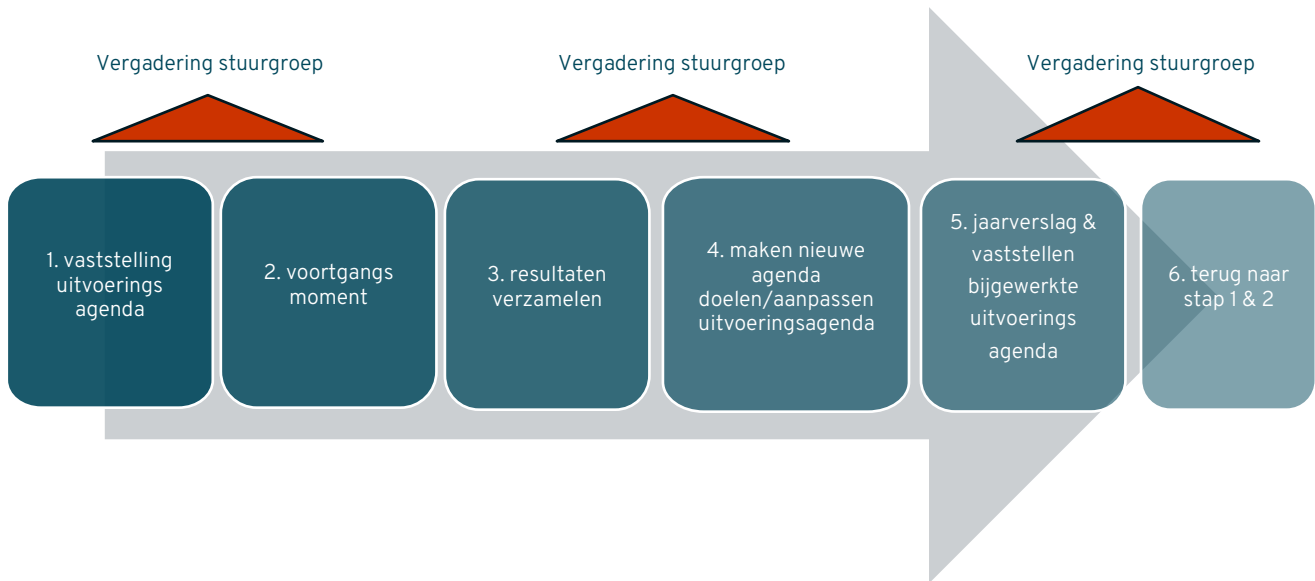 Vergadering stuurgroep
Vergadering stuurgroep
Vergadering stuurgroep
1. vaststelling
uitvoerings
agenda
2. voortgangs
moment
3. resultaten
verzamelen
4. maken nieuwe
agenda
doelen/aanpassen
uitvoeringsagenda
5. jaarverslag &
vaststellen
bijgewerkte
uitvoerings
agenda
6. terug naar
stap 1 & 2